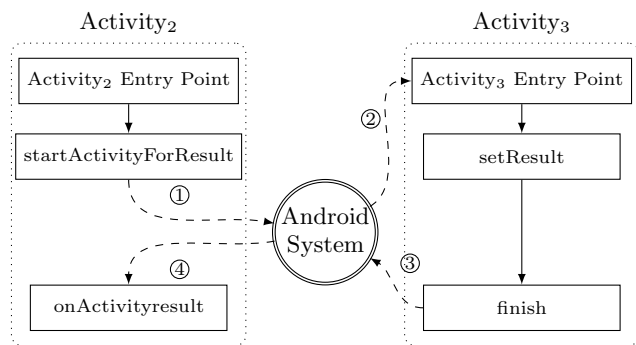 Activity₂
Activity₂ Entry Point
startActivityForResult
①
④
onActivityresult
Android
System
Activity₃
Activity₃ Entry Point
②
setResult
③
finish